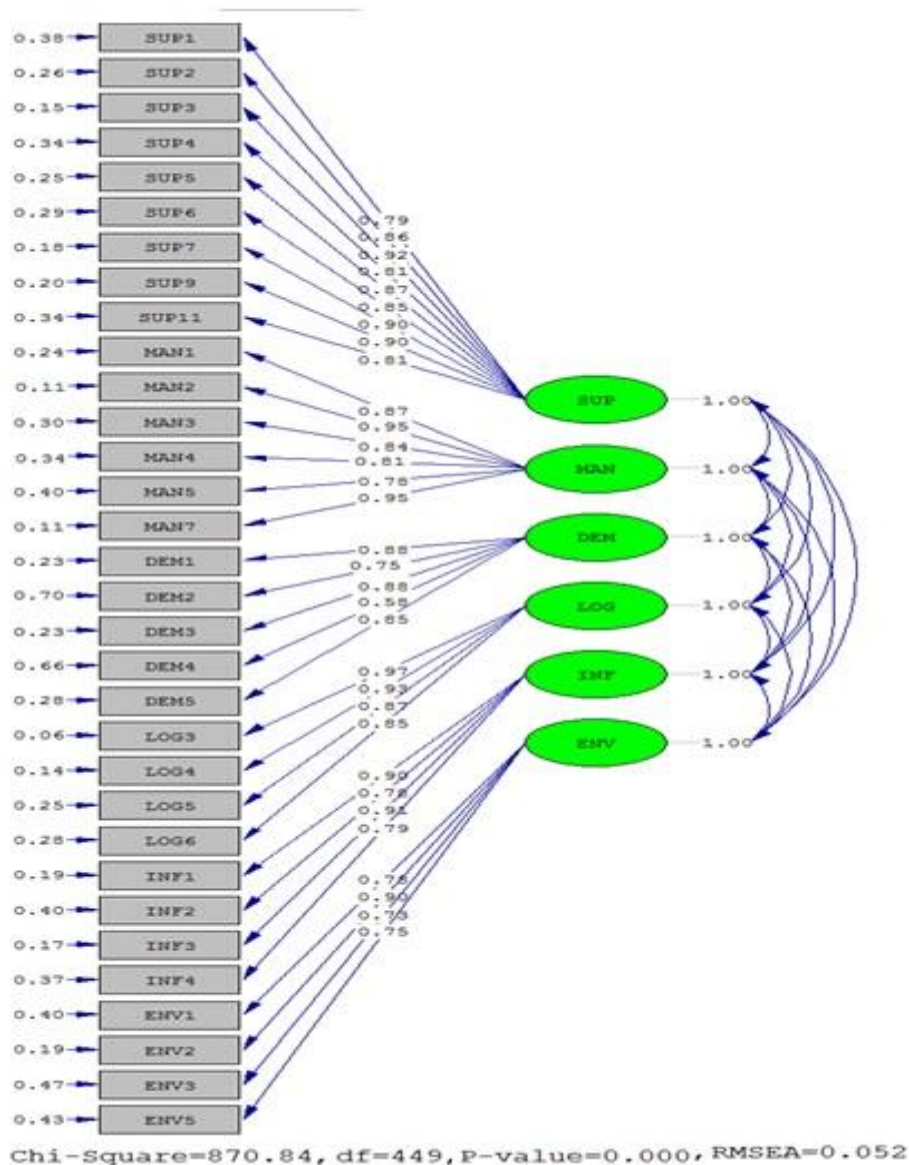 0.38 SUP1
0.26 SUP2
0.15 SUP3
0.34 SUP4
0.25 SUP5
0.29 SUP6
0.18 SUP7
0.20 SUP9
0.34 SUP11
0.24 MAN1
0.11 MAN2
0.30 MAN3
0.34 MAN4
0.40 MAN5
0.11 MAN7
0.23 DEM1
0.70 DEM2
0.23 DEM3
0.66 DEM4
0.28 DEM5
0.06 LOG3
0.14 LOG4
0.25 LOG5
0.28 LOG6
0.19 INF1
0.40 INF2
0.17 INF3
0.37 INF4
0.40 ENV1
0.19 ENV2
0.47 ENV3
0.43 ENV5
0.79
0.86
0.92
0.81
0.87
0.85
0.90
0.90
0.81
0.87
0.95
0.84
0.81
0.78
0.95
0.88
0.75
0.88
0.58
0.85
0.97
0.93
0.87
0.85
0.90
0.78
0.91
0.79
0.90
0.73
0.75
SUP 1.00
MAN 1.00
DEM 1.00
LOG 1.00
INF 1.00
ENV 1.00
Chi-Square=870.84, df=449, P-value=0.000, RMSEA=0.052